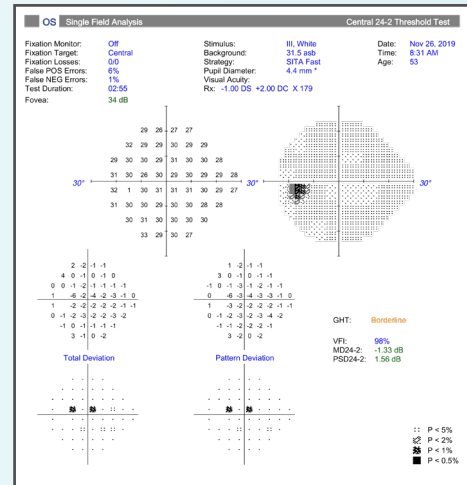 OS Single Field Analysis Central 24-2 Threshold Test
Fixation Monitor: Off Stimulus: III, White Date: Nov 26, 2019
Fixation Target: Central Background: 31.5 asb Time: 8:31 AM
Fixation Losses: 0/0 Strategy: SITA Fast Age: 53
False POS Errors: 6% Pupil Diameter: 4.4 mm *
False NEG Errors: 1% Visual Acuity:
Test Duration: 02:55 Rx: -1.00 DS +2.00 DC X 179
Fovea: 34 dB
29 26 27 27
32 29 29 30 29 29
29 30 30 29 31 30 30 28
31 30 26 30 30 29 30 29 29 28
30° 30° 30°
32 1 30 31 31 31 30 30 29 27
31 30 30 29 30 28 30 28
30 31 30 30 30 30
33 29 30 27
2 -2 -1 -1
4 0 -1 0 -1 0
0 0 -1 -2 -1 -1 -1 -1
1 -6 -2 -4 -2 -3 -1 0
1 -2 -2 -2 -2 -2 -1 -1
0 -1 -2 -3 -2 -2 -3 -2
-1 0 -1 -1 -1 -1
3 -1 0 -2
Total Deviation
1 -2 -1 -1
3 0 -1 0 -1 -1
-1 0 -1 -3 -1 -1 -1 -2
0 -6 -3 -4 -3 -3 -1 0
1 -3 -2 -2 -2 -2 -1 -1
0 -1 -2 -3 -2 -2 -4 -2
-1 -1 -1 -1 -1 -1
3 -2 0 -2
Pattern Deviation
GHT: Borderline
VFI: 98%
MD24-2: -1.33 dB
PSD24-2: 1.56 dB
P < 5%
P < 2%
P < 1%
P < 0.5%